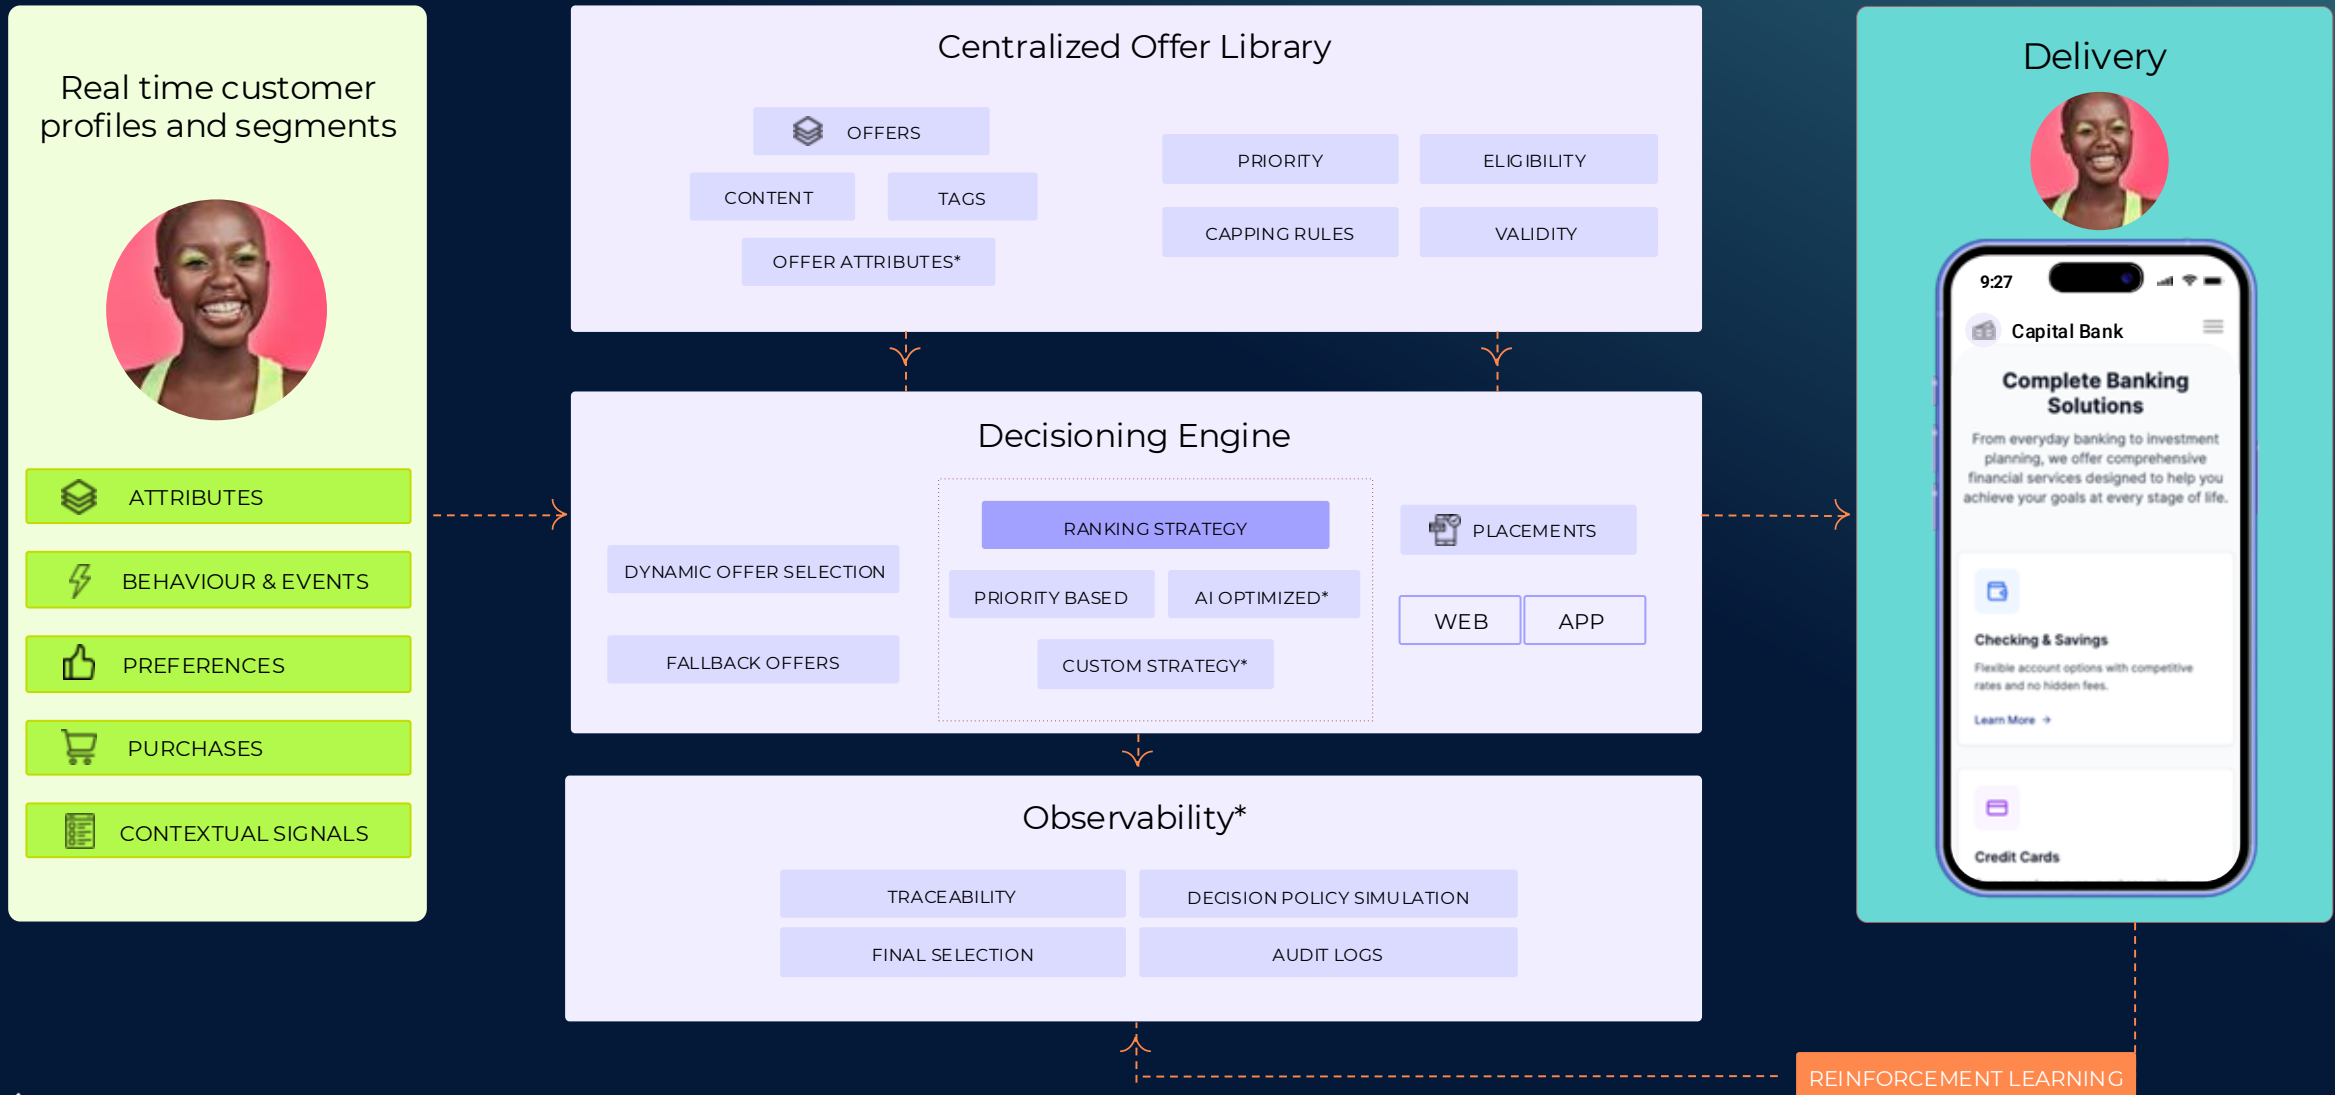 Real time customer
profiles and segments
ATTRIBUTES
BEHAVIOUR & EVENTS
PREFERENCES
PURCHASES
CONTEXTUAL SIGNALS
Centralized Offer Library
OFFERS
CONTENT
TAGS
OFFER ATTRIBUTES*
PRIORITY
ELIGIBILITY
CAPPING RULES
VALIDITY
Decisioning Engine
DYNAMIC OFFER SELECTION
FALLBACK OFFERS
RANKING STRATEGY
PRIORITY BASED
AI OPTIMIZED*
CUSTOM STRATEGY*
PLACEMENTS
WEB
APP
Observability*
TRACEABILITY
DECISION POLICY SIMULATION
FINAL SELECTION
AUDIT LOGS
Delivery
9:27
Capital Bank
Complete Banking
Solutions
From everyday banking to investment
planning, we offer comprehensive
financial services designed to help you
achieve your goals at every stage of life.
Checking & Savings
Flexible account options with competitive
rates and no hidden fees.
Learn More →
Credit Cards
REINFORCEMENT LEARNING